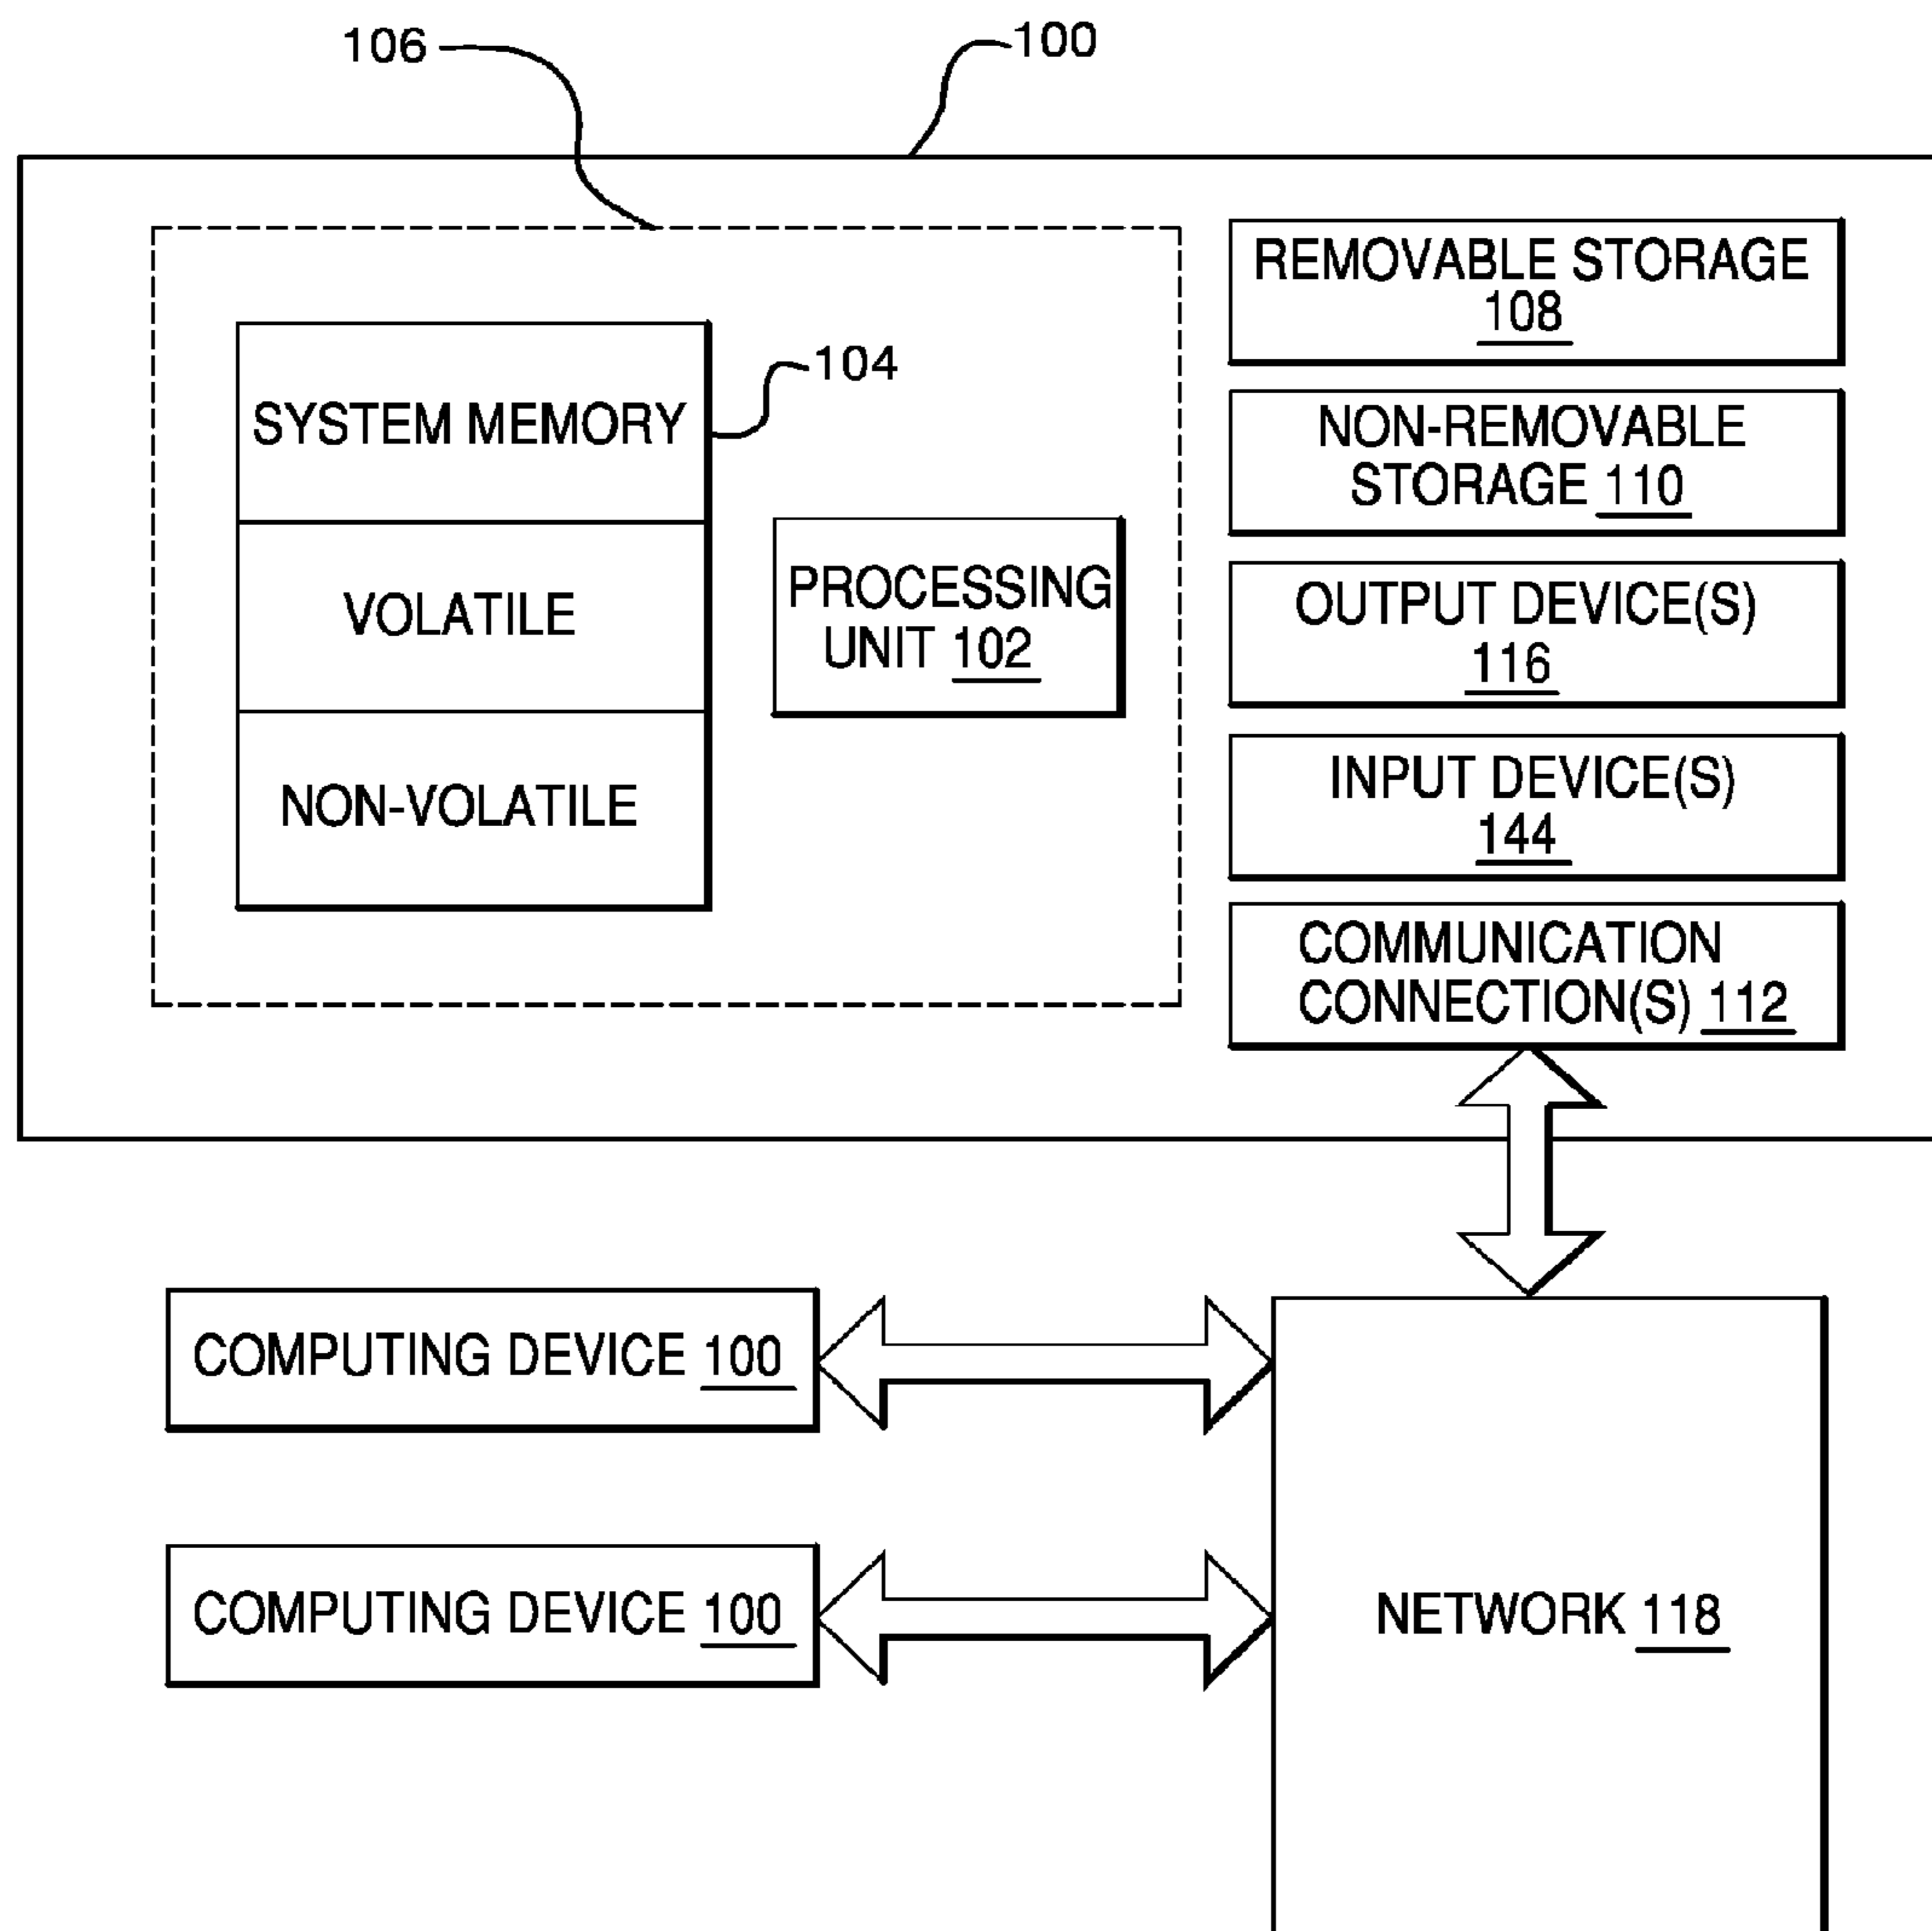 106
100
REMOVABLE STORAGE
108
104
SYSTEM MEMORY
NON-REMOVABLE
STORAGE 110
VOLATILE
PROCESSING
UNIT 102
OUTPUT DEVICE(S)
116
NON-VOLATILE
INPUT DEVICE(S)
144
COMMUNICATION
CONNECTION(S) 112
COMPUTING DEVICE 100
COMPUTING DEVICE 100
NETWORK 118